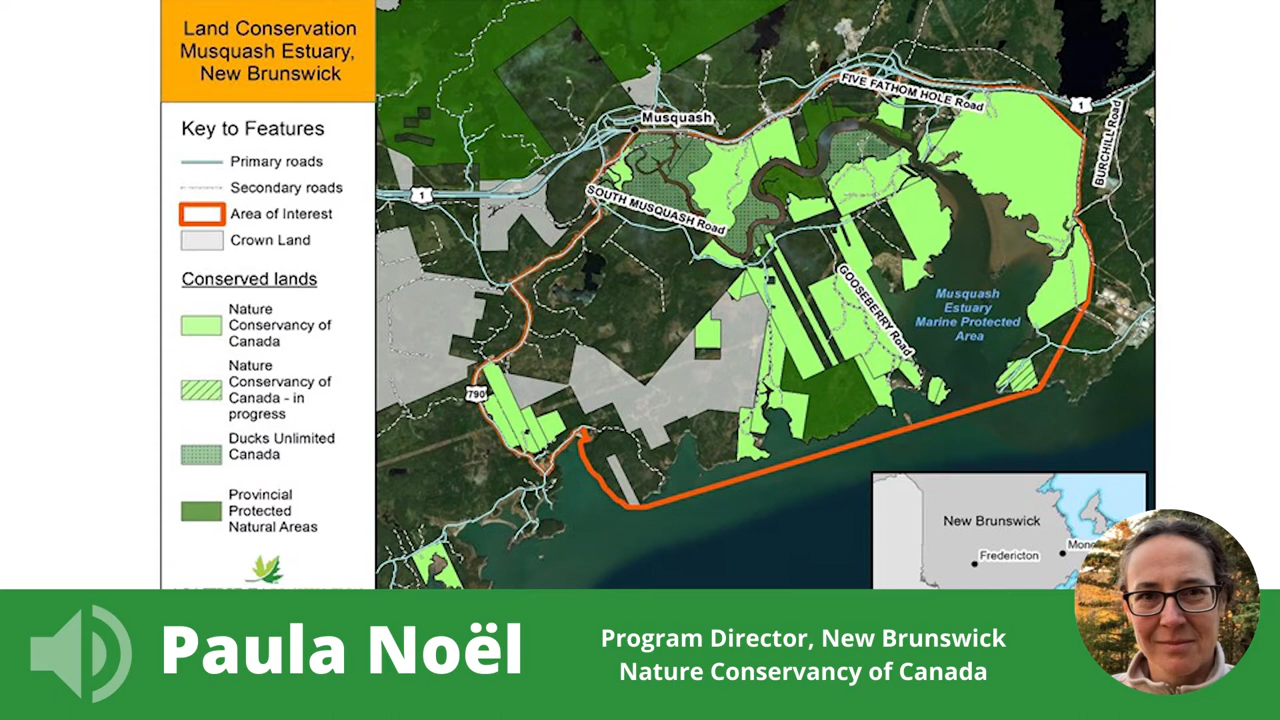 Land Conservation
Musquash Estuary,
New Brunswick
Key to Features
Primary roads
Secondary roads
Area of Interest
Crown Land
Conserved lands
Nature
Conservancy of
Canada
Nature
Conservancy of
Canada - in
progress
Ducks Unlimited
Canada
Provincial
Protected
Natural Areas
FIVE FATHOM HOLE Road
1
BURCHILL Road
Musquash
1
SOUTH MUSQUASH Road
GOOSEBERRY Road
Musquash
Estuary
Marine Protected
Area
790
New Brunswick
Fredericton
Paula Noël
Program Director, New Brunswick
Nature Conservancy of Canada